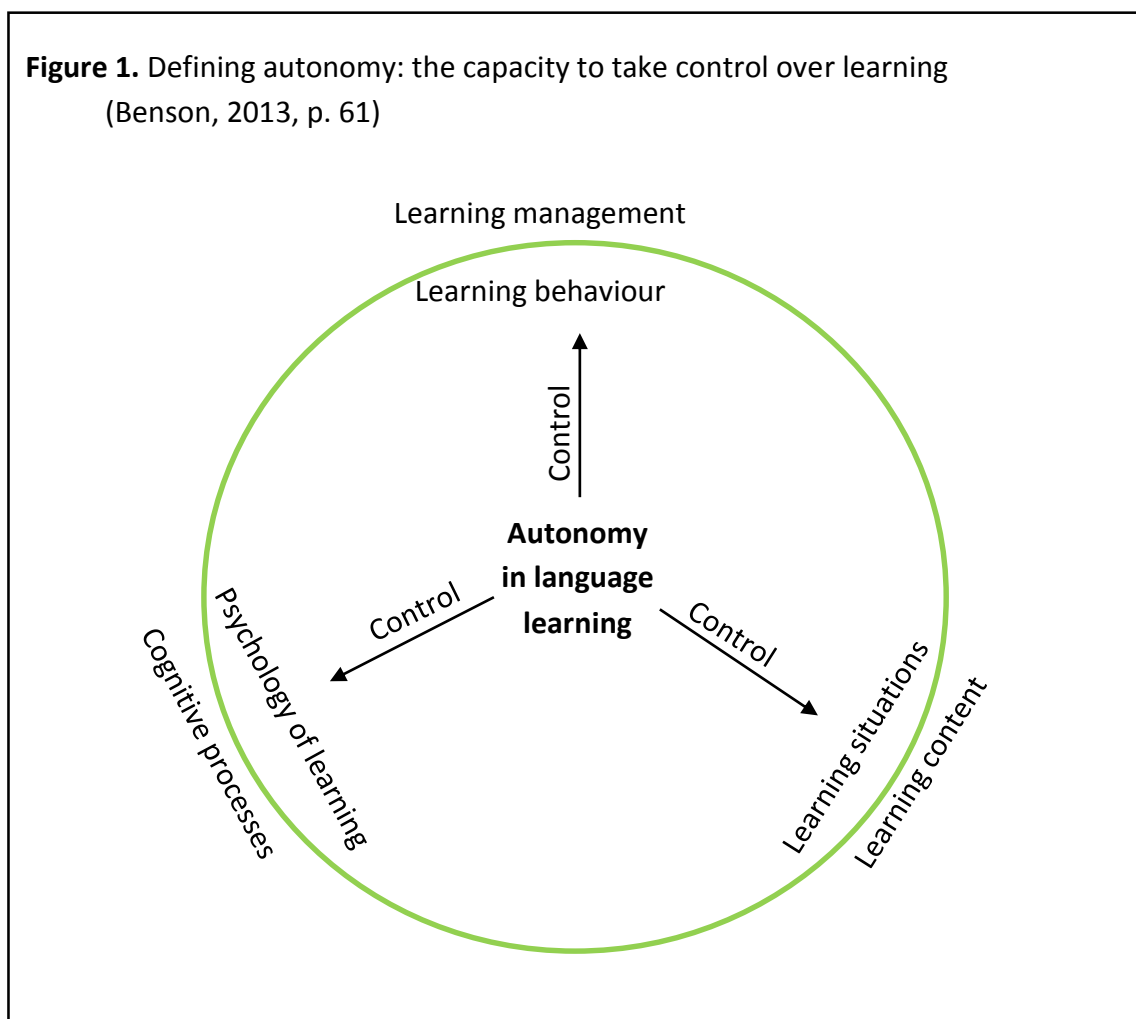 Figure 1. Defining autonomy: the capacity to take control over learning
(Benson, 2013, p. 61)
Learning management
Learning behaviour
Control
Autonomy
in language
learning
Control
Control
Psychology of learning
Cognitive processes
Learning situations
Learning content